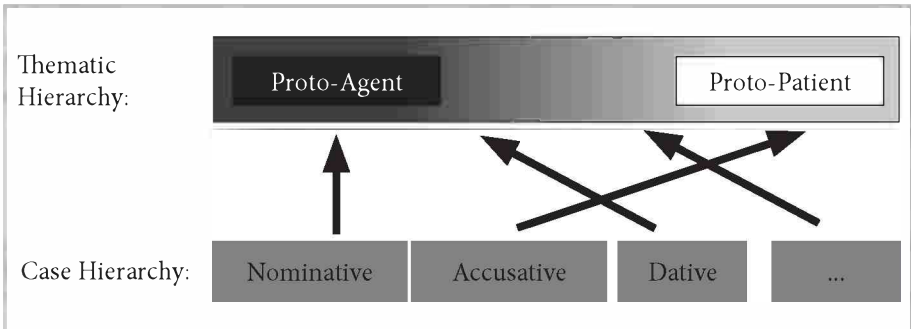 Thematic
Hierarchy:
Proto-Agent
Proto-Patient
Case Hierarchy:
Nominative
Accusative
Dative
...